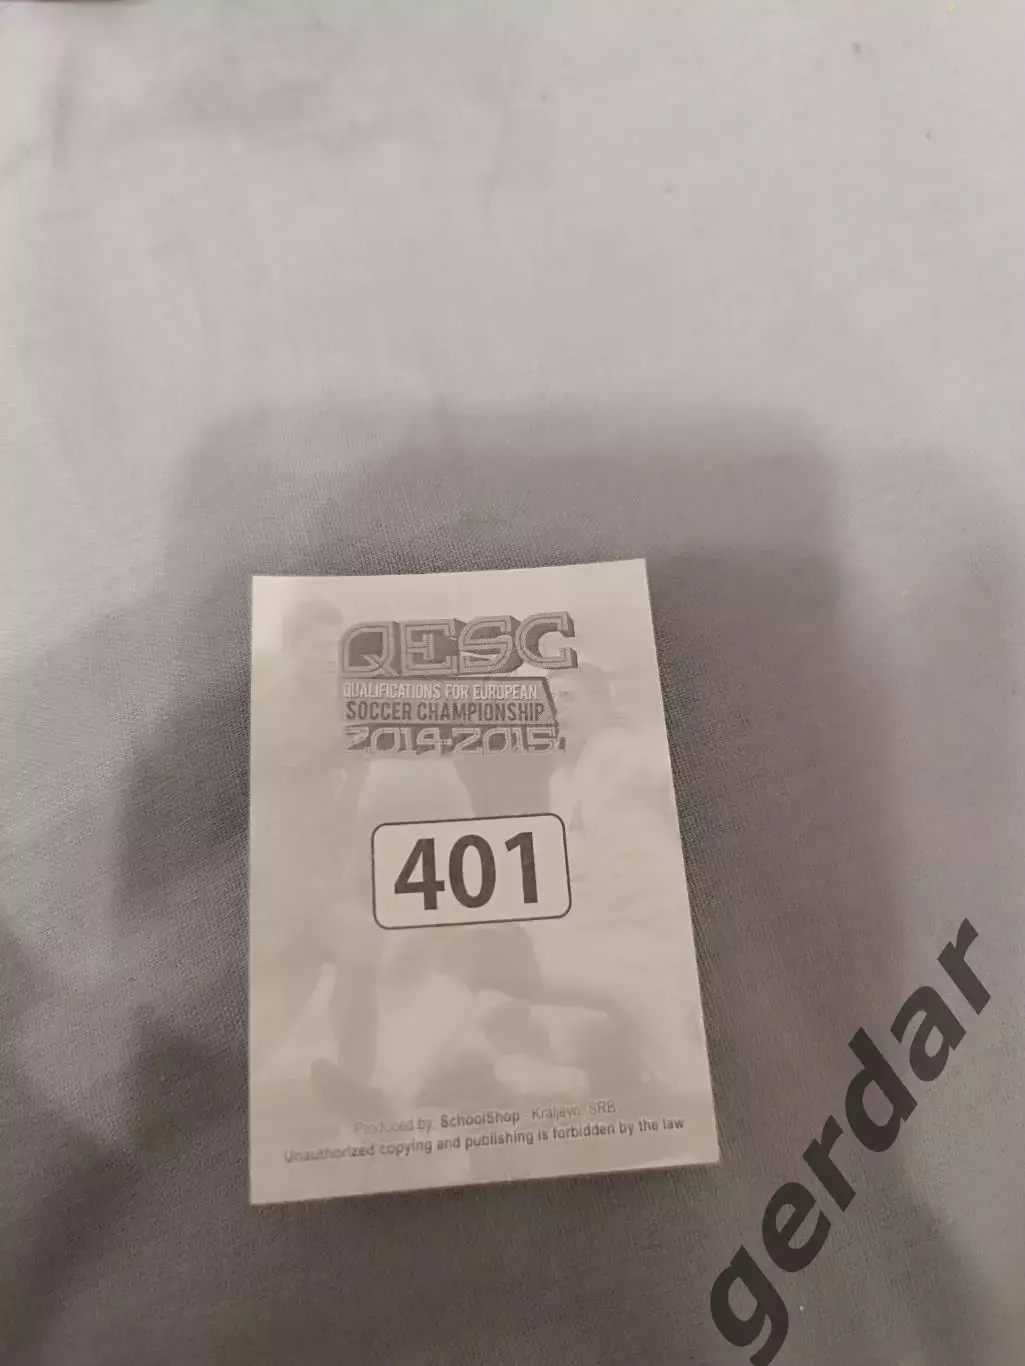 QESC
QUALIFICATIONS FOR EUROPEAN
SOCCER CHAMPIONSHIP
2014-2015
401
Produced by: SchoolShop - Kraljevo, SRB
Unauthorized copying and publishing is forbidden by the law
gerdar